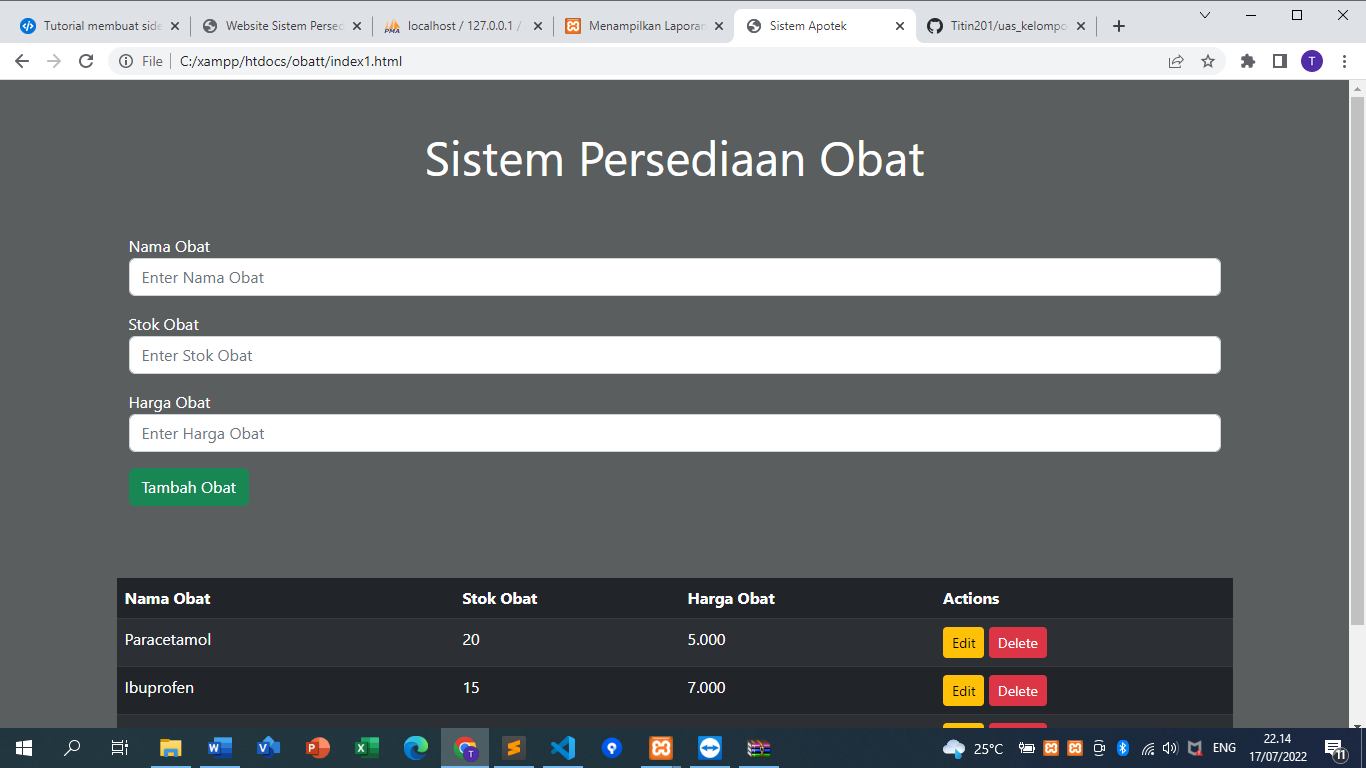 Tutorial membuat side
Website Sistem Persed
localhost / 127.0.0.1 /
Menampilkan Laporan
Sistem Apotek
Titin201/uas_kelompo
File
C:/xampp/htdocs/obatt/index1.html
T
Sistem Persediaan Obat
Nama Obat
Enter Nama Obat
Stok Obat
Enter Stok Obat
Harga Obat
Enter Harga Obat
Tambah Obat
Nama Obat Stok Obat Harga Obat Actions
Paracetamol 20 5.000 Edit Delete
Ibuprofen 15 7.000 Edit Delete
25°C
ENG
22.14
17/07/2022
11